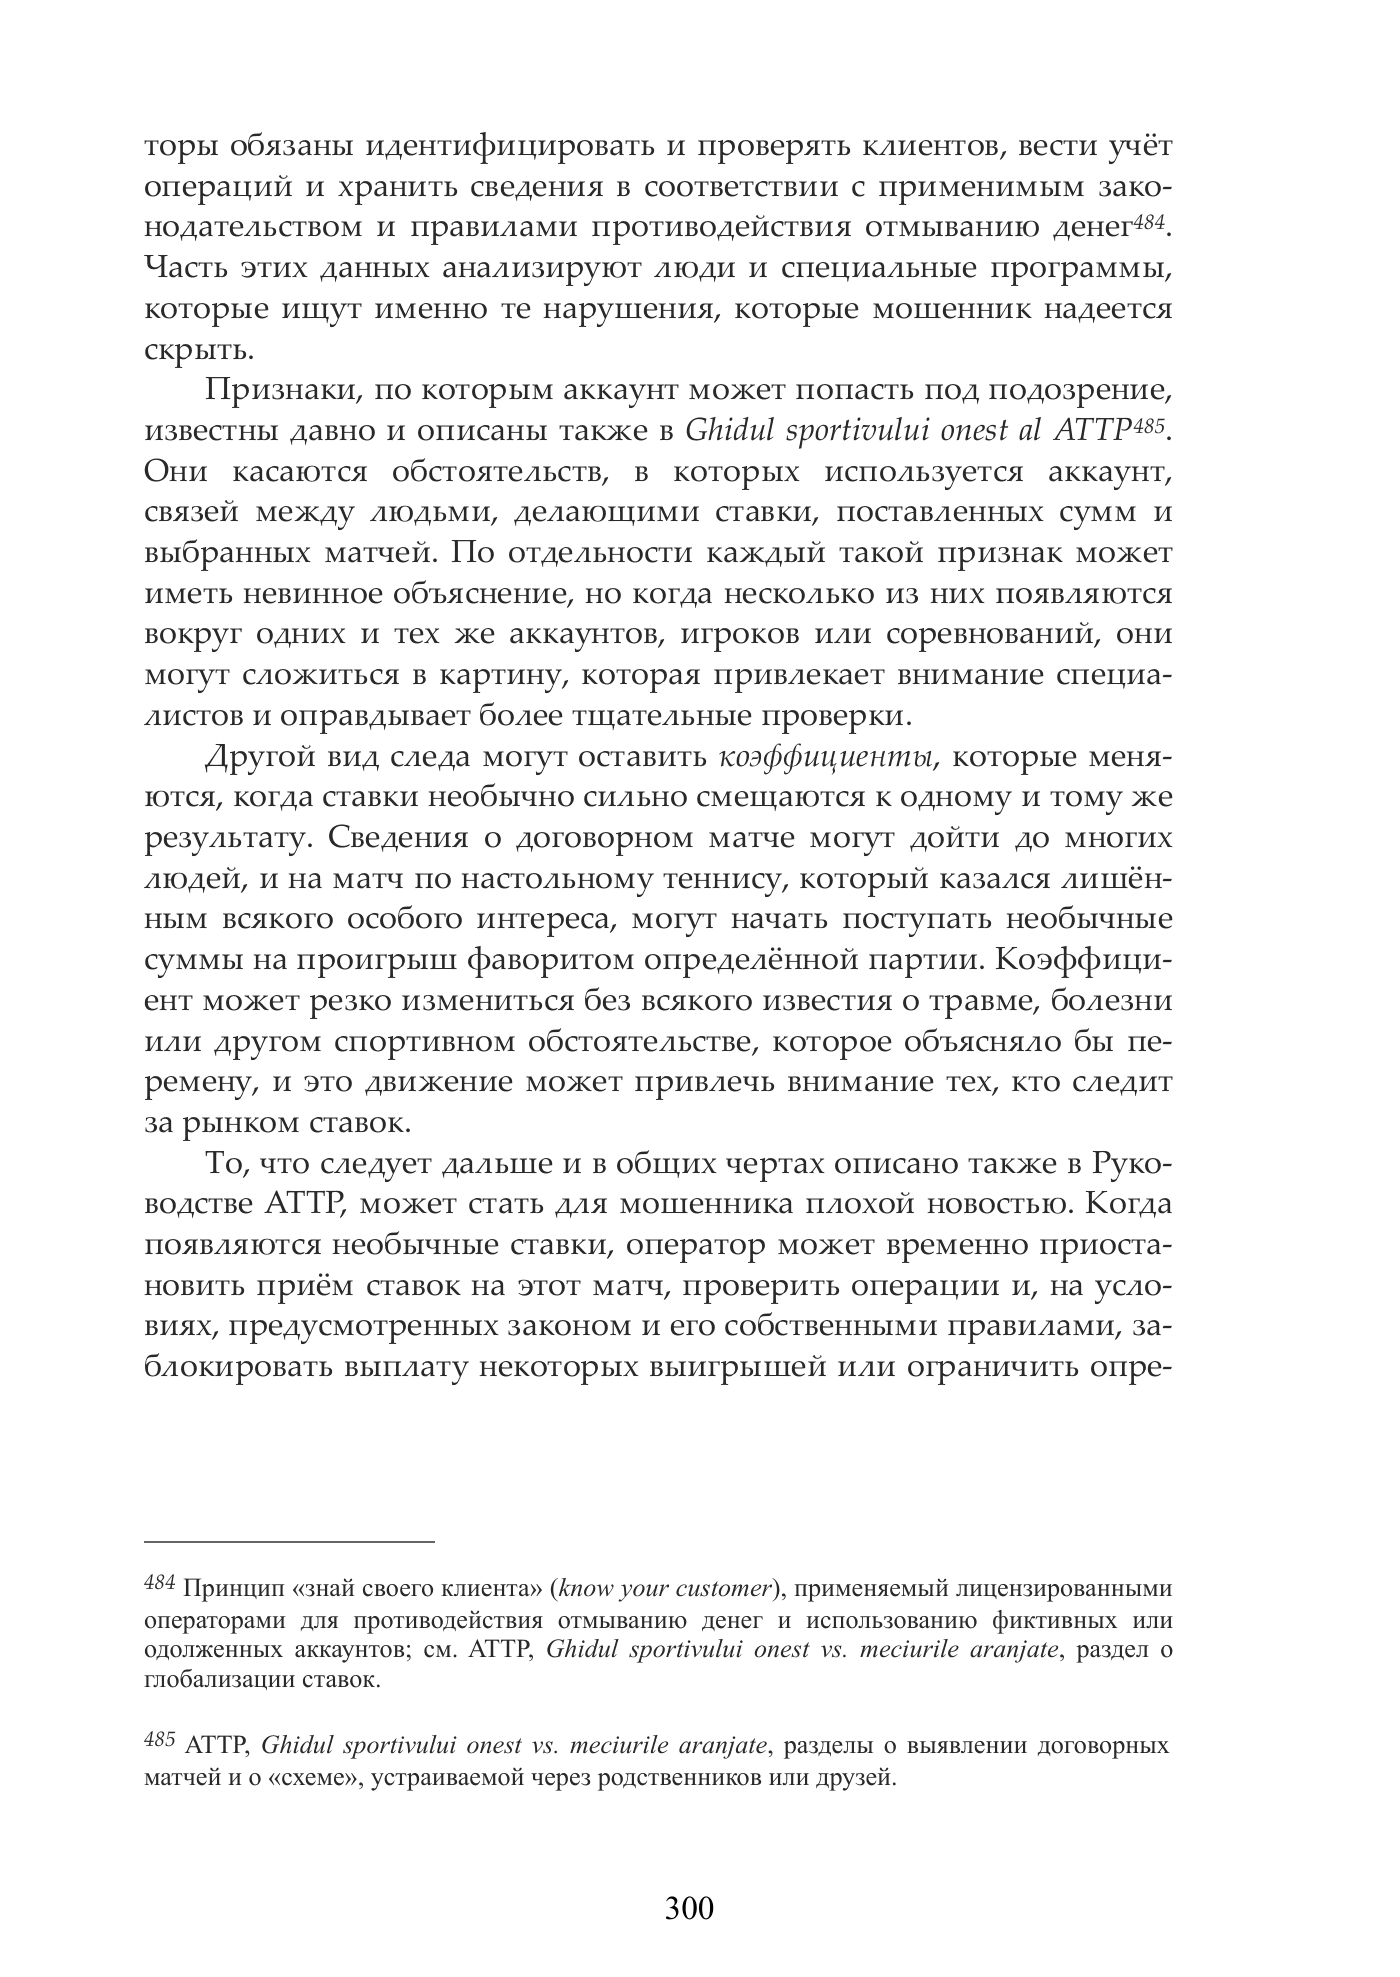 торы обязаны идентифицировать и проверять клиентов, вести учёт
операций и хранить сведения в соответствии с применимым зако-
нодательством и правилами противодействия отмыванию денег484.
Часть этих данных анализируют люди и специальные программы,
которые ищут именно те нарушения, которые мошенник надеется
скрыть.
Признаки, по которым аккаунт может попасть под подозрение,
известны давно и описаны также в Ghidul sportivului onest al ATTP485.
Они касаются обстоятельств, в которых используется аккаунт,
связей между людьми, делающими ставки, поставленных сумм и
выбранных матчей. По отдельности каждый такой признак может
иметь невинное объяснение, но когда несколько из них появляются
вокруг одних и тех же аккаунтов, игроков или соревнований, они
могут сложиться в картину, которая привлекает внимание специа-
листов и оправдывает более тщательные проверки.
Другой вид следа могут оставить коэффициенты, которые меня-
ются, когда ставки необычно сильно смещаются к одному и тому же
результату. Сведения о договорном матче могут дойти до многих
людей, и на матч по настольному теннису, который казался лишён-
ным всякого особого интереса, могут начать поступать необычные
суммы на проигрыш фаворитом определённой партии. Коэффици-
ент может резко измениться без всякого известия о травме, болезни
или другом спортивном обстоятельстве, которое объясняло бы пе-
ремену, и это движение может привлечь внимание тех, кто следит
за рынком ставок.
То, что следует дальше и в общих чертах описано также в Руко-
водстве ATTP, может стать для мошенника плохой новостью. Когда
появляются необычные ставки, оператор может временно приоста-
новить приём ставок на этот матч, проверить операции и, на усло-
виях, предусмотренных законом и его собственными правилами, за-
блокировать выплату некоторых выигрышей или ограничить опре-
484 Принцип «знай своего клиента» (know your customer), применяемый лицензированными
операторами для противодействия отмыванию денег и использованию фиктивных или
одолженных аккаунтов; см. ATTP, Ghidul sportivului onest vs. meciurile aranjate, раздел о
глобализации ставок.
485 ATTP, Ghidul sportivului onest vs. meciurile aranjate, разделы о выявлении договорных
матчей и о «схеме», устраиваемой через родственников или друзей.
300